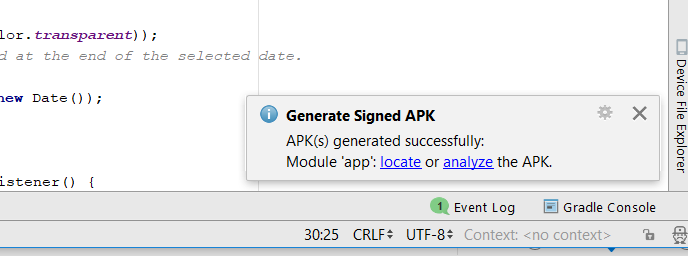 lor.transparent));
d at the end of the selected date.
new Date());
Generate Signed APK
APK(s) generated successfully:
Module 'app': locate or analyze the APK.
istener() {
Device File Explorer
1 Event Log
Gradle Console
30:25 CRLF UTF-8 Context: <no context>